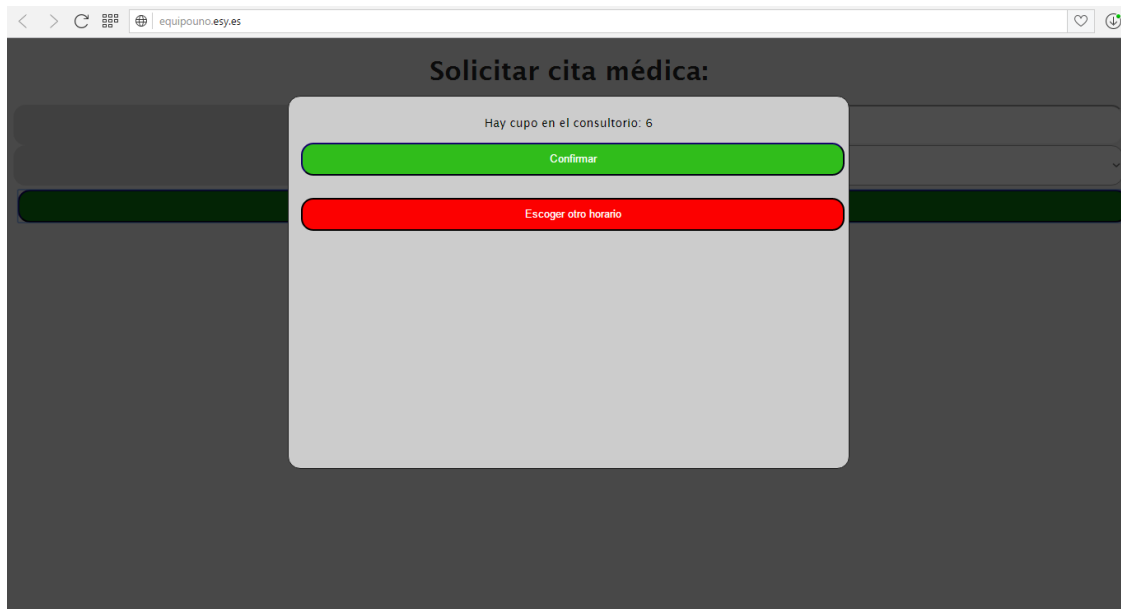 equipouno.esy.es
Solicitar cita médica:
Hay cupo en el consultorio: 6
Confirmar
Escoger otro horario